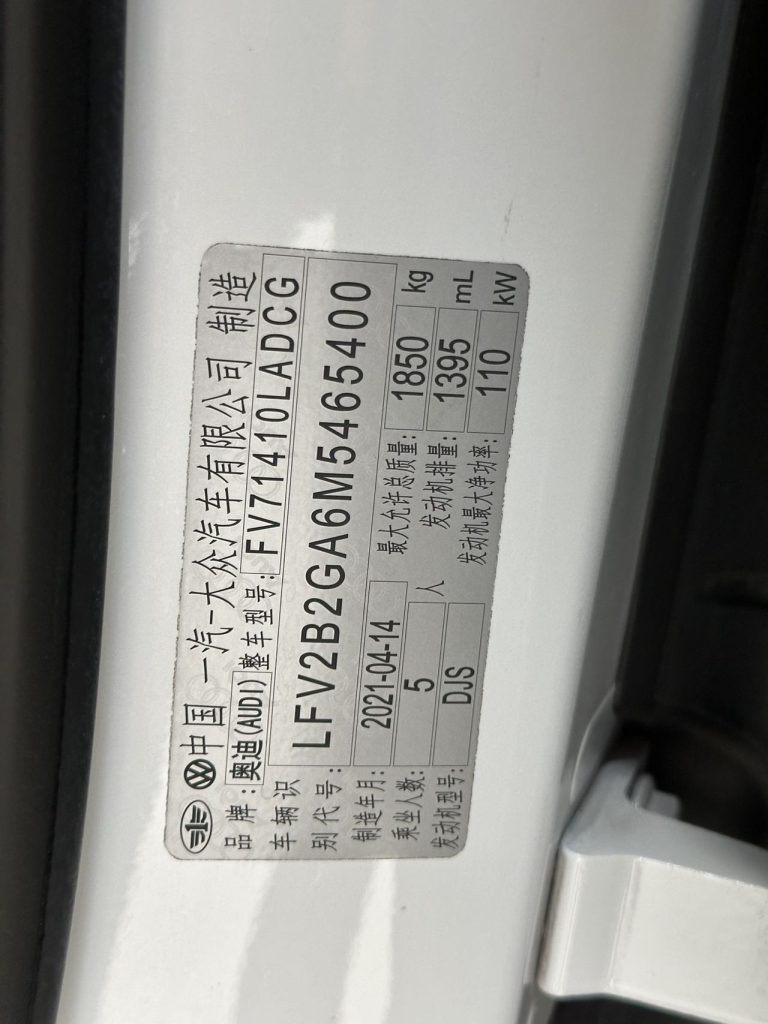 中国 一汽-大众汽车有限公司 制造
品牌:奥迪(AUDI) 整车型号:FV71410LADCG
车辆识别代号:LFV2B2GA6M5465400
制造年月:2021-04-14 最大允许总质量:1850 kg
乘坐人数:5 人 发动机排量:1395 mL
发动机型号:DJS 发动机最大净功率:110 kW